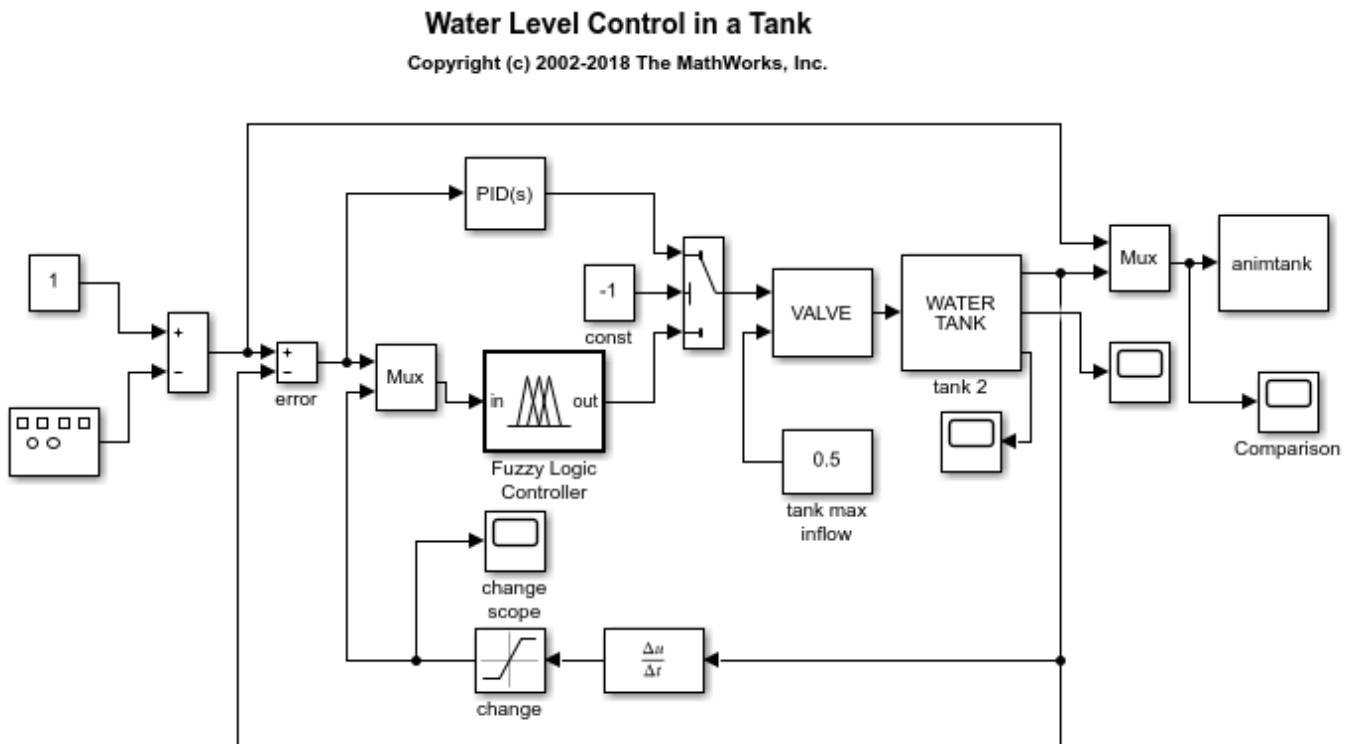 Water Level Control in a Tank
Copyright (c) 2002-2018 The MathWorks, Inc.
PID(s)
1
+
−
+
−
error
Mux
-1
const
in
out
Fuzzy Logic
Controller
VALVE
WATER
TANK
tank 2
Mux
animtank
0.5
tank max
inflow
Comparison
change
scope
change
Δu
Δt